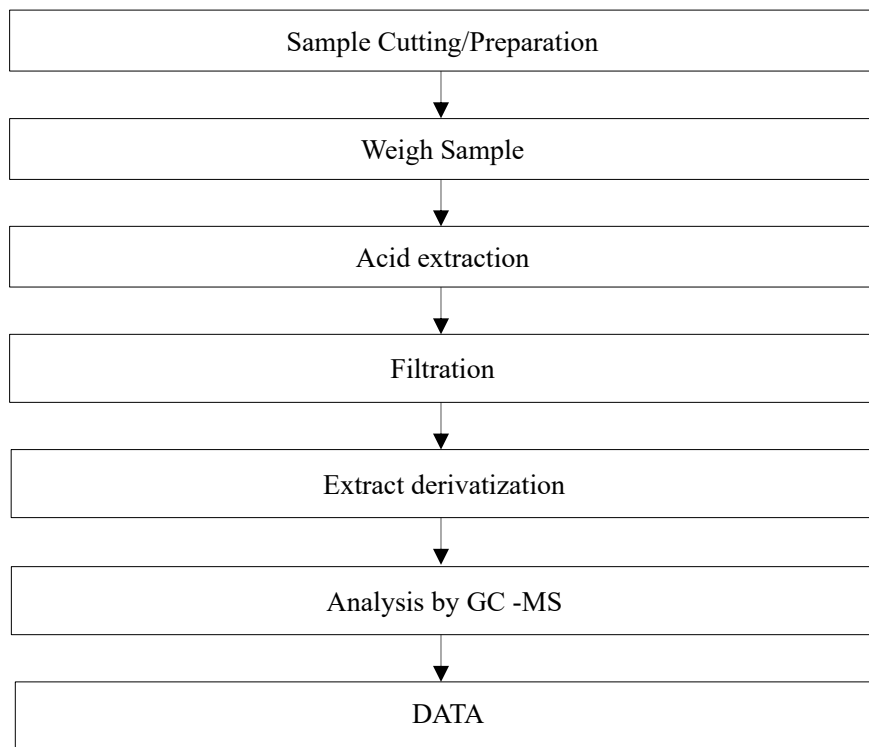 Sample Cutting/Preparation
Weigh Sample
Acid extraction
Filtration
Extract derivatization
Analysis by GC -MS
DATA